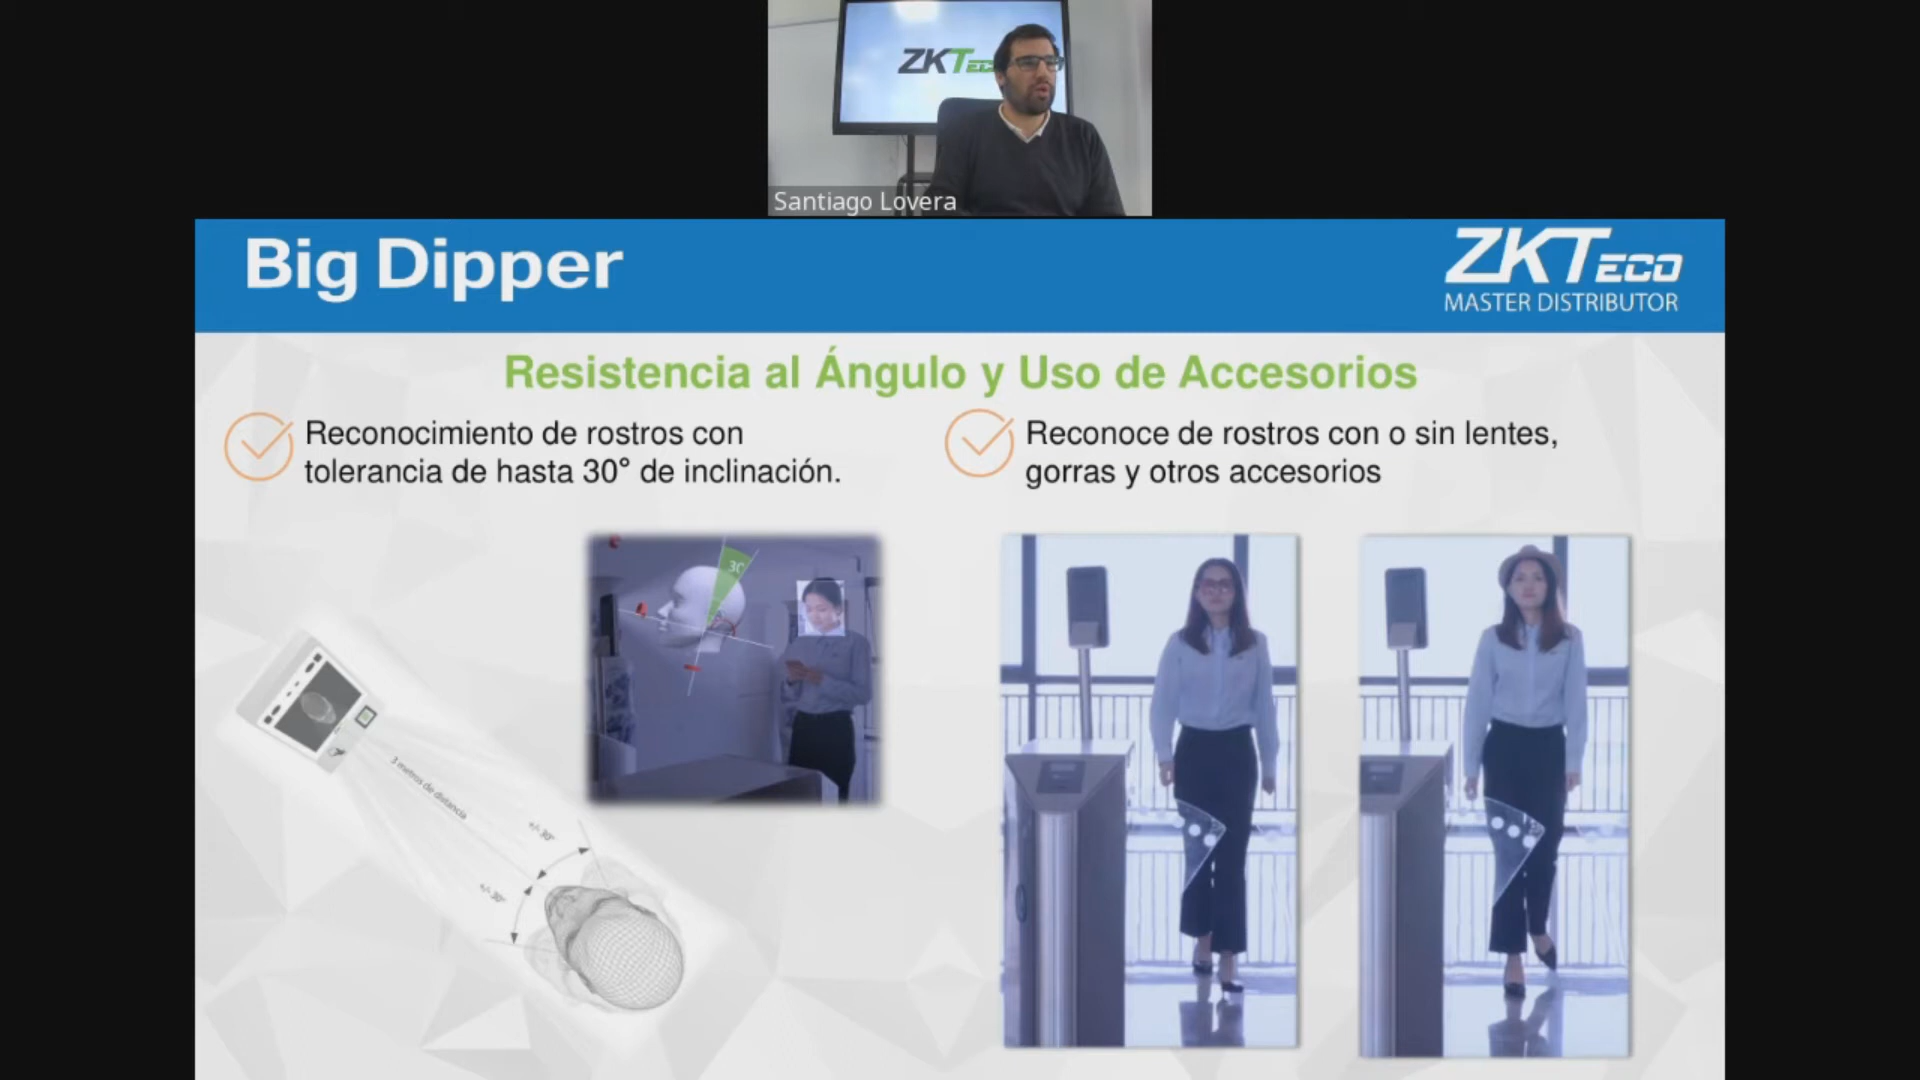 ZKTeco
Santiago Lovera
Big Dipper
ZKTECO
MASTER DISTRIBUTOR
Resistencia al Ángulo y Uso de Accesorios
Reconocimiento de rostros con
tolerancia de hasta 30° de inclinación.
Reconoce de rostros con o sin lentes,
gorras y otros accesorios
3 metros de distancia
+/- 30°
+/- 30°